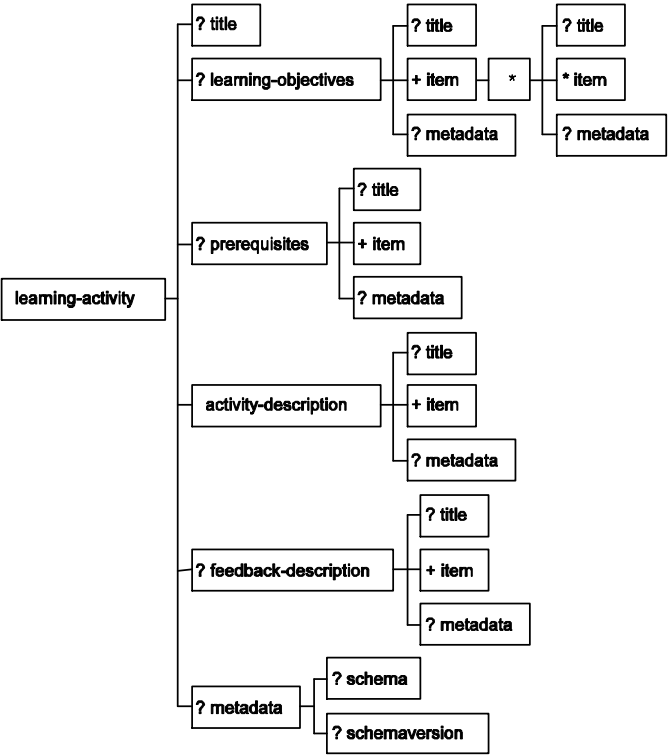 ? title
? title
? title
? learning-objectives
+ item
*
* item
? metadata
? metadata
? title
? prerequisites
+ item
? metadata
learning-activity
? title
activity-description
+ item
? metadata
? title
? feedback-description
+ item
? metadata
? schema
? metadata
? schemaversion